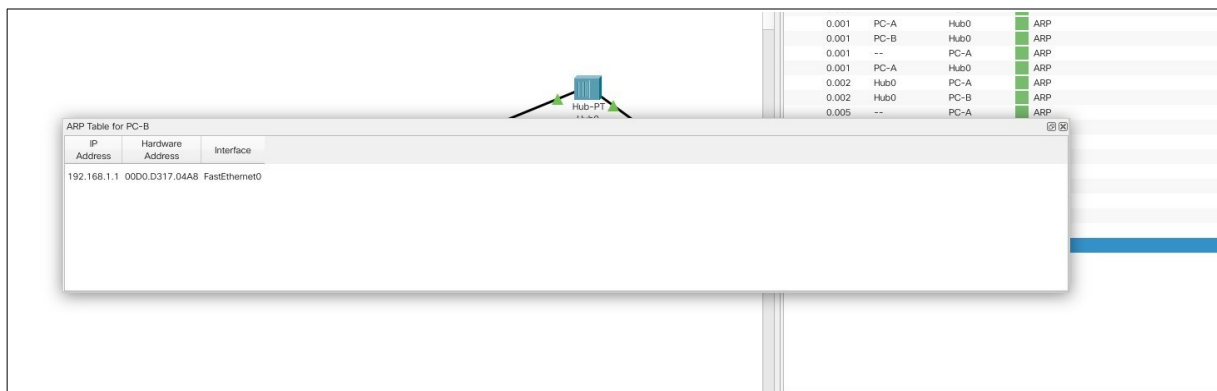 0.001 PC-A Hub0 ARP
0.001 PC-B Hub0 ARP
0.001 -- PC-A ARP
0.001 PC-A Hub0 ARP
0.002 Hub0 PC-A ARP
0.002 Hub0 PC-B ARP
0.005 -- PC-A ARP
Hub-PT
Hub0
ARP Table for PC-B
IP Address Hardware Address Interface
192.168.1.1 00D0.D317.04A8 FastEthernet0